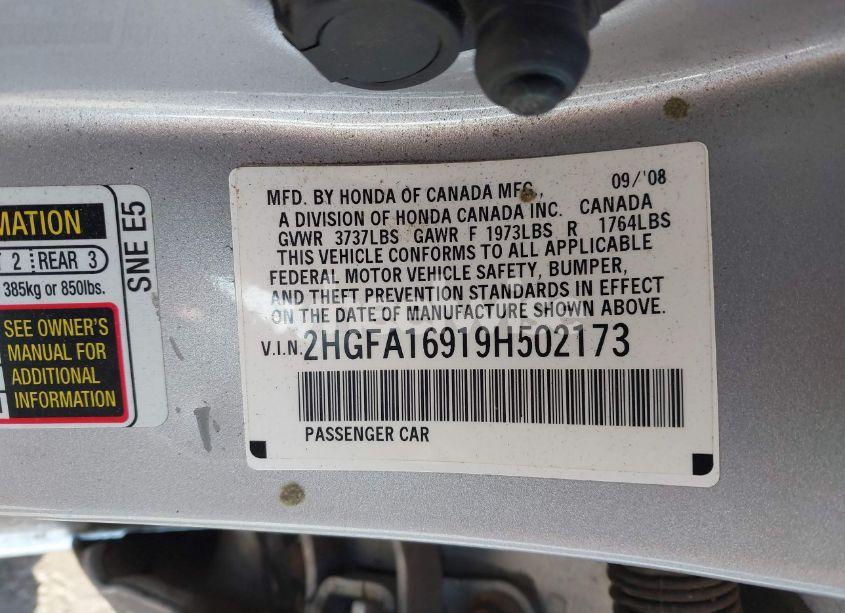 MATION
T 2 REAR 3
385kg or 850lbs.
SEE OWNER'S
MANUAL FOR
ADDITIONAL
INFORMATION
SNE E5
MFD. BY HONDA OF CANADA MFG., 09/'08
A DIVISION OF HONDA CANADA INC. CANADA
GVWR 3737LBS GAWR F 1973LBS R 1764LBS
THIS VEHICLE CONFORMS TO ALL APPLICABLE
FEDERAL MOTOR VEHICLE SAFETY, BUMPER,
AND THEFT PREVENTION STANDARDS IN EFFECT
ON THE DATE OF MANUFACTURE SHOWN ABOVE.
V.I.N. 2HGFA16919H502173
PASSENGER CAR